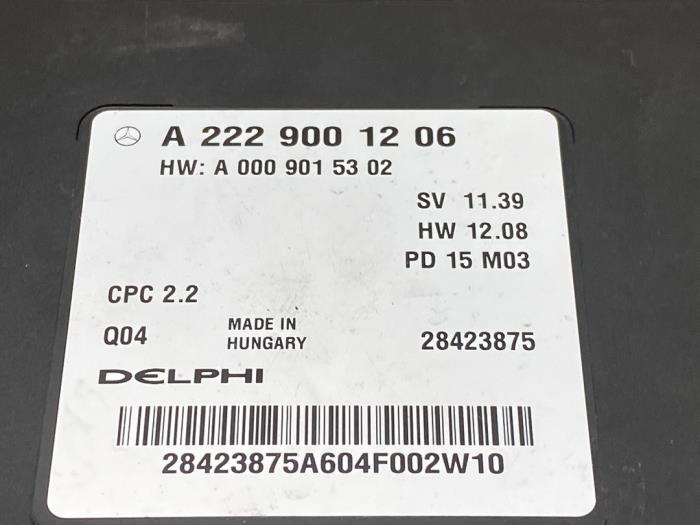 A 222 900 12 06
HW: A 000 901 53 02
SV 11.39
HW 12.08
PD 15 M03
CPC 2.2
Q04
MADE IN
HUNGARY
28423875
DELPHI
28423875A604F002W10